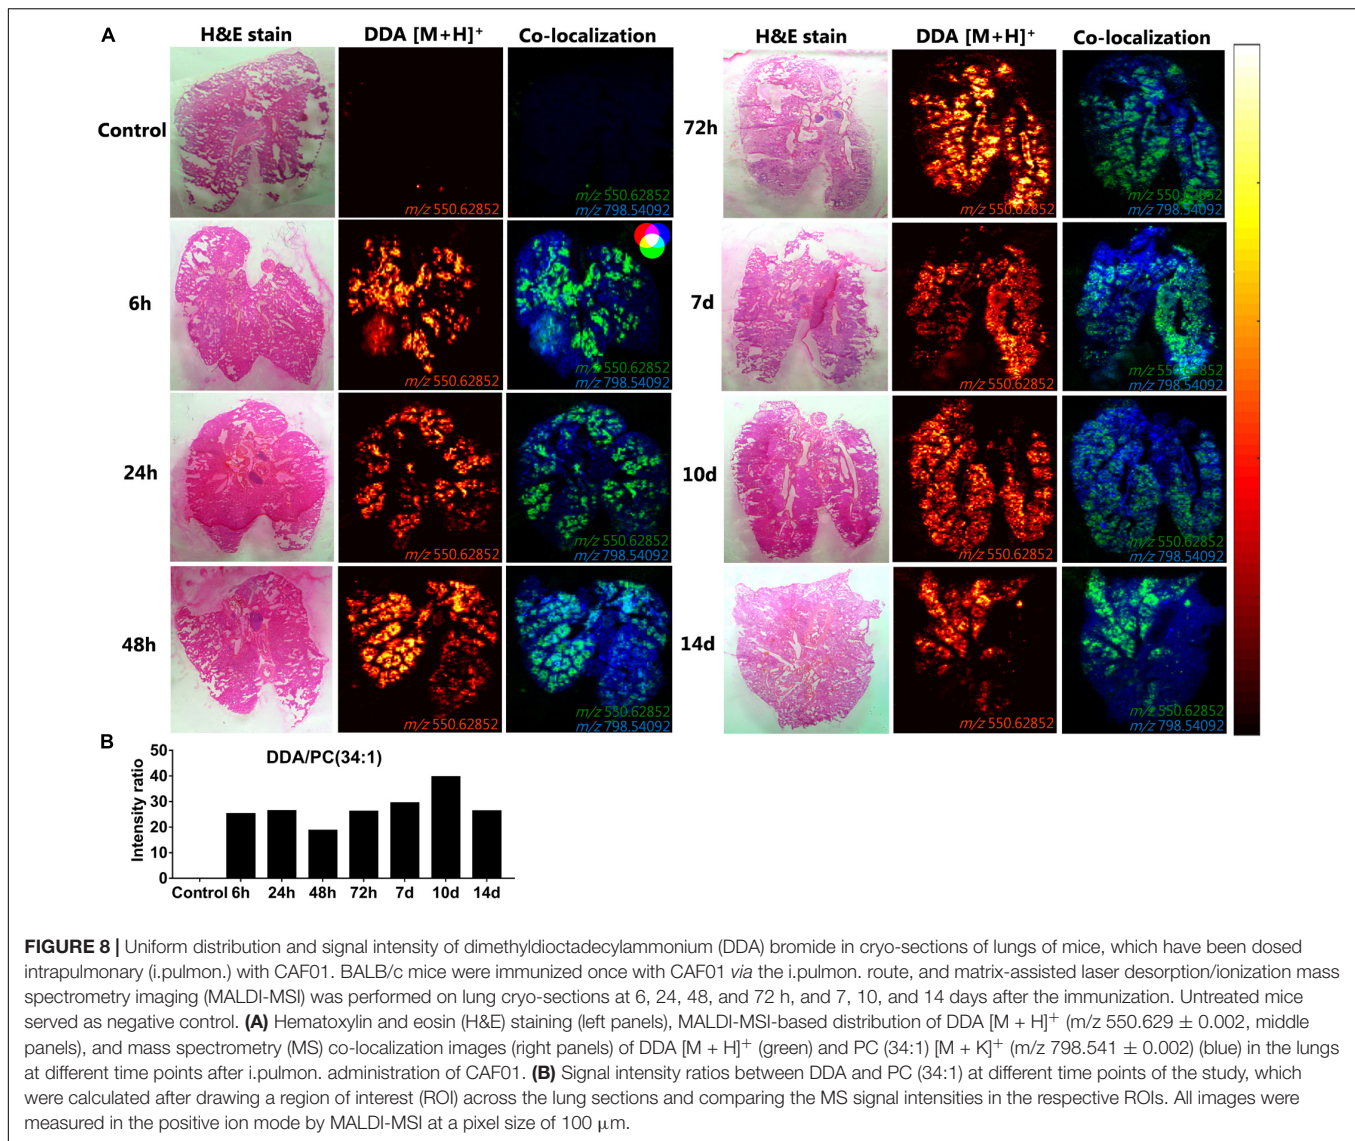 A
H&E stain DDA [M+H]+ Co-localization H&E stain DDA [M+H]+ Co-localization
Control
m/z 550.62852
m/z 550.62852
m/z 798.54092
72h
m/z 550.62852
m/z 550.62852
m/z 798.54092
6h
m/z 550.62852
m/z 550.62852
m/z 798.54092
7d
m/z 550.62852
m/z 550.62852
m/z 798.54092
24h
m/z 550.62852
m/z 550.62852
m/z 798.54092
10d
m/z 550.62852
m/z 550.62852
m/z 798.54092
48h
m/z 550.62852
m/z 550.62852
m/z 798.54092
14d
m/z 550.62852
m/z 550.62852
m/z 798.54092
B
DDA/PC(34:1)
Intensity ratio
50
40
30
20
10
0
Control 6h 24h 48h 72h 7d 10d 14d
FIGURE 8 | Uniform distribution and signal intensity of dimethyldioctadecylammonium (DDA) bromide in cryo-sections of lungs of mice, which have been dosed
intrapulmonary (i.pulmon.) with CAF01. BALB/c mice were immunized once with CAF01 via the i.pulmon. route, and matrix-assisted laser desorption/ionization mass
spectrometry imaging (MALDI-MSI) was performed on lung cryo-sections at 6, 24, 48, and 72 h, and 7, 10, and 14 days after the immunization. Untreated mice
served as negative control. (A) Hematoxylin and eosin (H&E) staining (left panels), MALDI-MSI-based distribution of DDA [M + H]+ (m/z 550.629 ± 0.002, middle
panels), and mass spectrometry (MS) co-localization images (right panels) of DDA [M + H]+ (green) and PC (34:1) [M + K]+ (m/z 798.541 ± 0.002) (blue) in the lungs
at different time points after i.pulmon. administration of CAF01. (B) Signal intensity ratios between DDA and PC (34:1) at different time points of the study, which
were calculated after drawing a region of interest (ROI) across the lung sections and comparing the MS signal intensities in the respective ROIs. All images were
measured in the positive ion mode by MALDI-MSI at a pixel size of 100 μm.